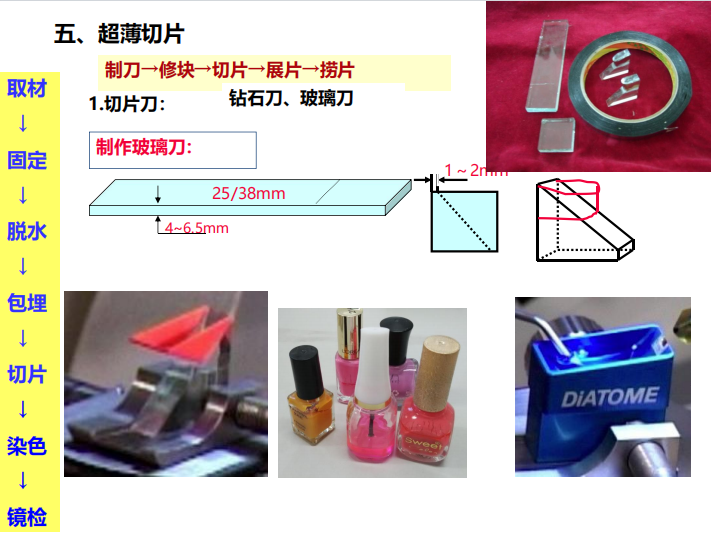 五、超薄切片
制刀→修块→切片→展片→捞片
1.切片刀：
钻石刀、玻璃刀
制作玻璃刀：
25/38mm
4~6.5mm
1～2mm
取材
↓
固定
↓
脱水
↓
包埋
↓
切片
↓
染色
↓
镜检
Sweet
DiATOME